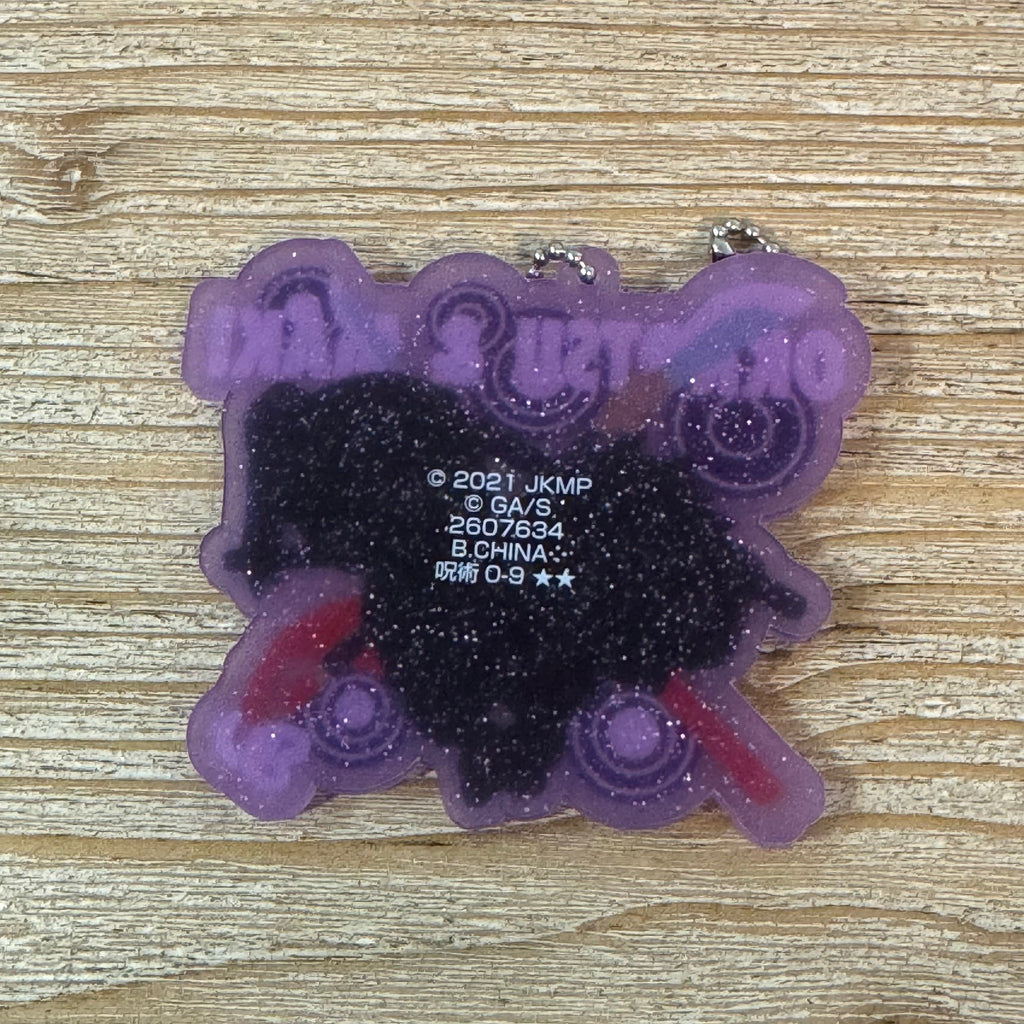 © 2021 JKMP
© GA/S
2607634
B.CHINA
呪術 0-9 ★★